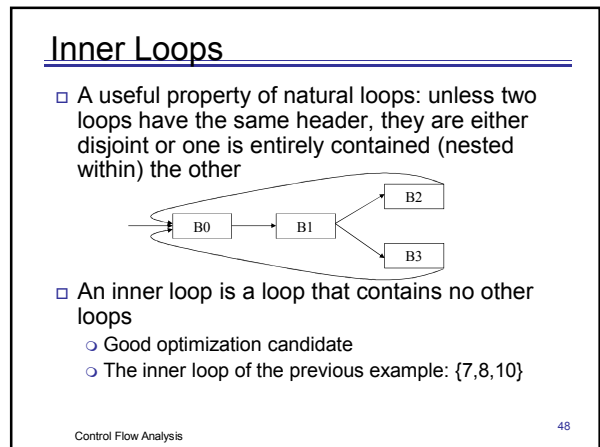 Inner Loops
A useful property of natural loops: unless two
loops have the same header, they are either
disjoint or one is entirely contained (nested
within) the other
B2
B0
B1
B3
An inner loop is a loop that contains no other
loops
Good optimization candidate
The inner loop of the previous example: {7,8,10}
Control Flow Analysis
48